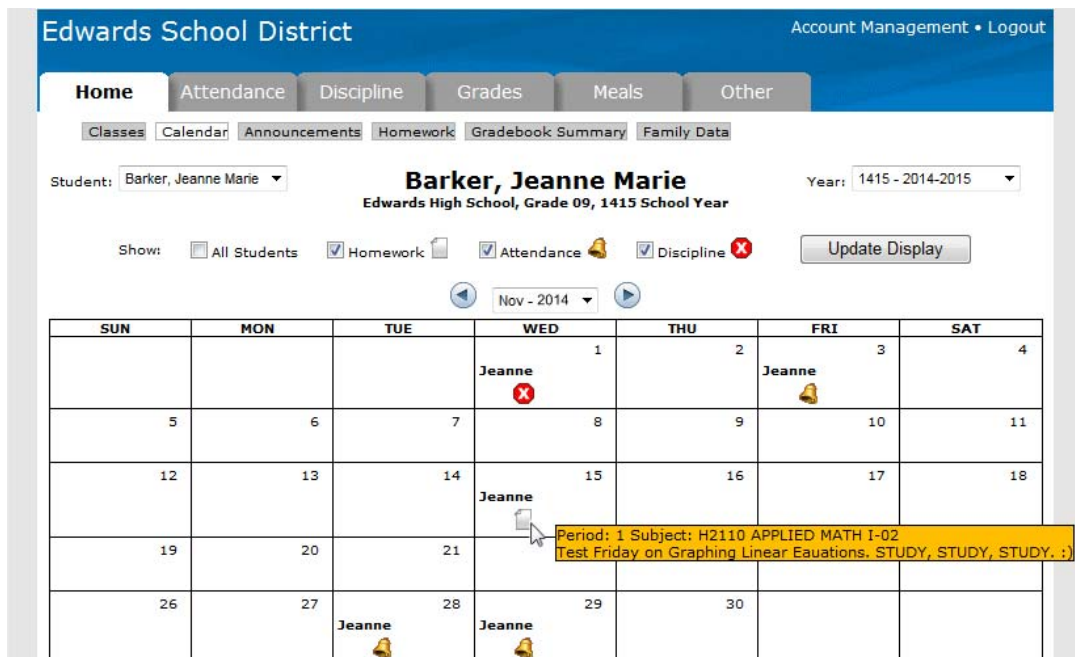 Edwards School District
Account Management • Logout
Home Attendance Discipline Grades Meals Other
Classes Calendar Announcements Homework Gradebook Summary Family Data
Student: Barker, Jeanne Marie
Barker, Jeanne Marie
Year: 1415 - 2014-2015
Edwards High School, Grade 09, 1415 School Year
Show: All Students Homework Attendance Discipline Update Display
Nov - 2014
SUN MON TUE WED THU FRI SAT
1 2 3 4
Jeanne Jeanne
X
5 6 7 8 9 10 11
12 13 14 15 16 17 18
Jeanne
Period: 1 Subject: H2110 APPLIED MATH I-02
Test Friday on Graphing Linear Eauations. STUDY, STUDY, STUDY. :)
19 20 21
26 27 28 29 30
Jeanne Jeanne